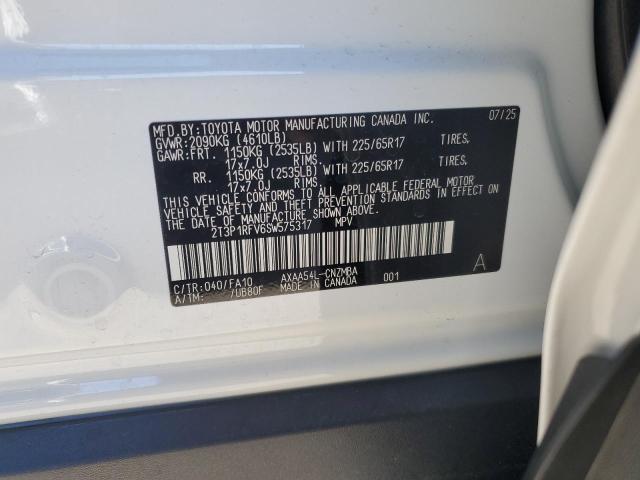 MFD. BY: TOYOTA MOTOR MANUFACTURING CANADA INC. 07/25
GVWR: 2090KG (4610LB)
GAWR: FRT. 1150KG (2535LB) WITH 225/65R17 TIRES,
17x7.0J RIMS.
RR. 1150KG (2535LB) WITH 225/65R17 TIRES,
17x7.0J RIMS.
THIS VEHICLE CONFORMS TO ALL APPLICABLE FEDERAL MOTOR
VEHICLE SAFETY AND THEFT PREVENTION STANDARDS IN EFFECT ON
THE DATE OF MANUFACTURE SHOWN ABOVE.
2T3P1RFV6SW575317 MPV
C/TR: 040/FA10 AXAA54L-CNZMBA 001 A
A/TM: /UB80F MADE IN CANADA